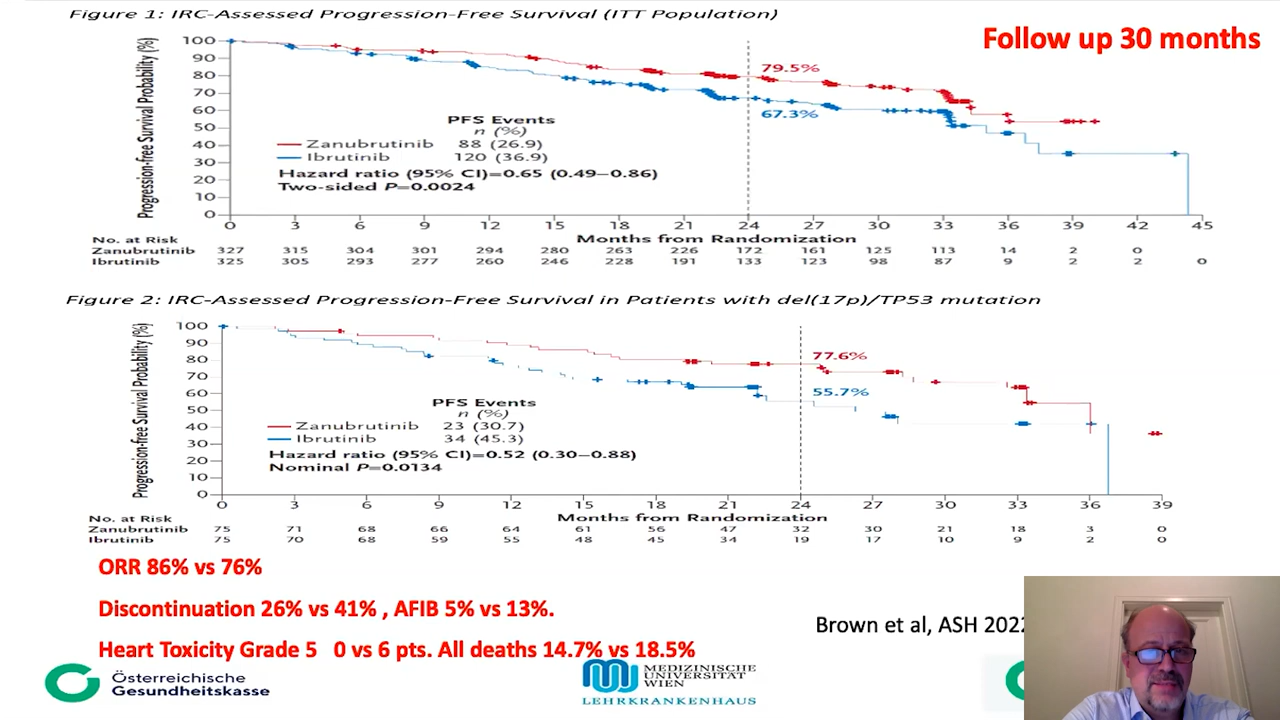 Figure 1: IRC-Assessed Progression-Free Survival (ITT Population)
Follow up 30 months
Progression-free Survival Probability (%)
100
90
80
70
60
50
40
30
20
10
0
79.5%
67.3%
PFS Events
n (%)
Zanubrutinib 88 (26.9)
Ibrutinib 120 (36.9)
Hazard ratio (95% CI)=0.65 (0.49–0.86)
Two-sided P=0.0024
0 3 6 9 12 15 18 21 24 27 30 33 36 39 42 45
Months from Randomization
No. at Risk
Zanubrutinib 327 315 304 301 294 280 263 226 172 161 125 113 14 2 0
Ibrutinib 325 305 293 277 260 246 228 191 133 123 98 87 9 2 2 0
Figure 2: IRC-Assessed Progression-Free Survival in Patients with del(17p)/TP53 mutation
Progression-free Survival Probability (%)
100
90
80
70
60
50
40
30
20
10
0
77.6%
55.7%
PFS Events
n (%)
Zanubrutinib 23 (30.7)
Ibrutinib 34 (45.3)
Hazard ratio (95% CI)=0.52 (0.30–0.88)
Nominal P=0.0134
0 3 6 9 12 15 18 21 24 27 30 33 36 39
Months from Randomization
No. at Risk
Zanubrutinib 75 71 68 66 64 61 56 47 32 30 21 18 3 0
Ibrutinib 75 70 68 59 55 48 45 34 19 17 10 9 2 0
ORR 86% vs 76%
Discontinuation 26% vs 41% , AFIB 5% vs 13%.
Brown et al, ASH 2022
Heart Toxicity Grade 5 0 vs 6 pts. All deaths 14.7% vs 18.5%
Österreichische
Gesundheitskasse
MEDIZINISCHE
UNIVERSITÄT
WIEN
LEHRKRANKENHAUS